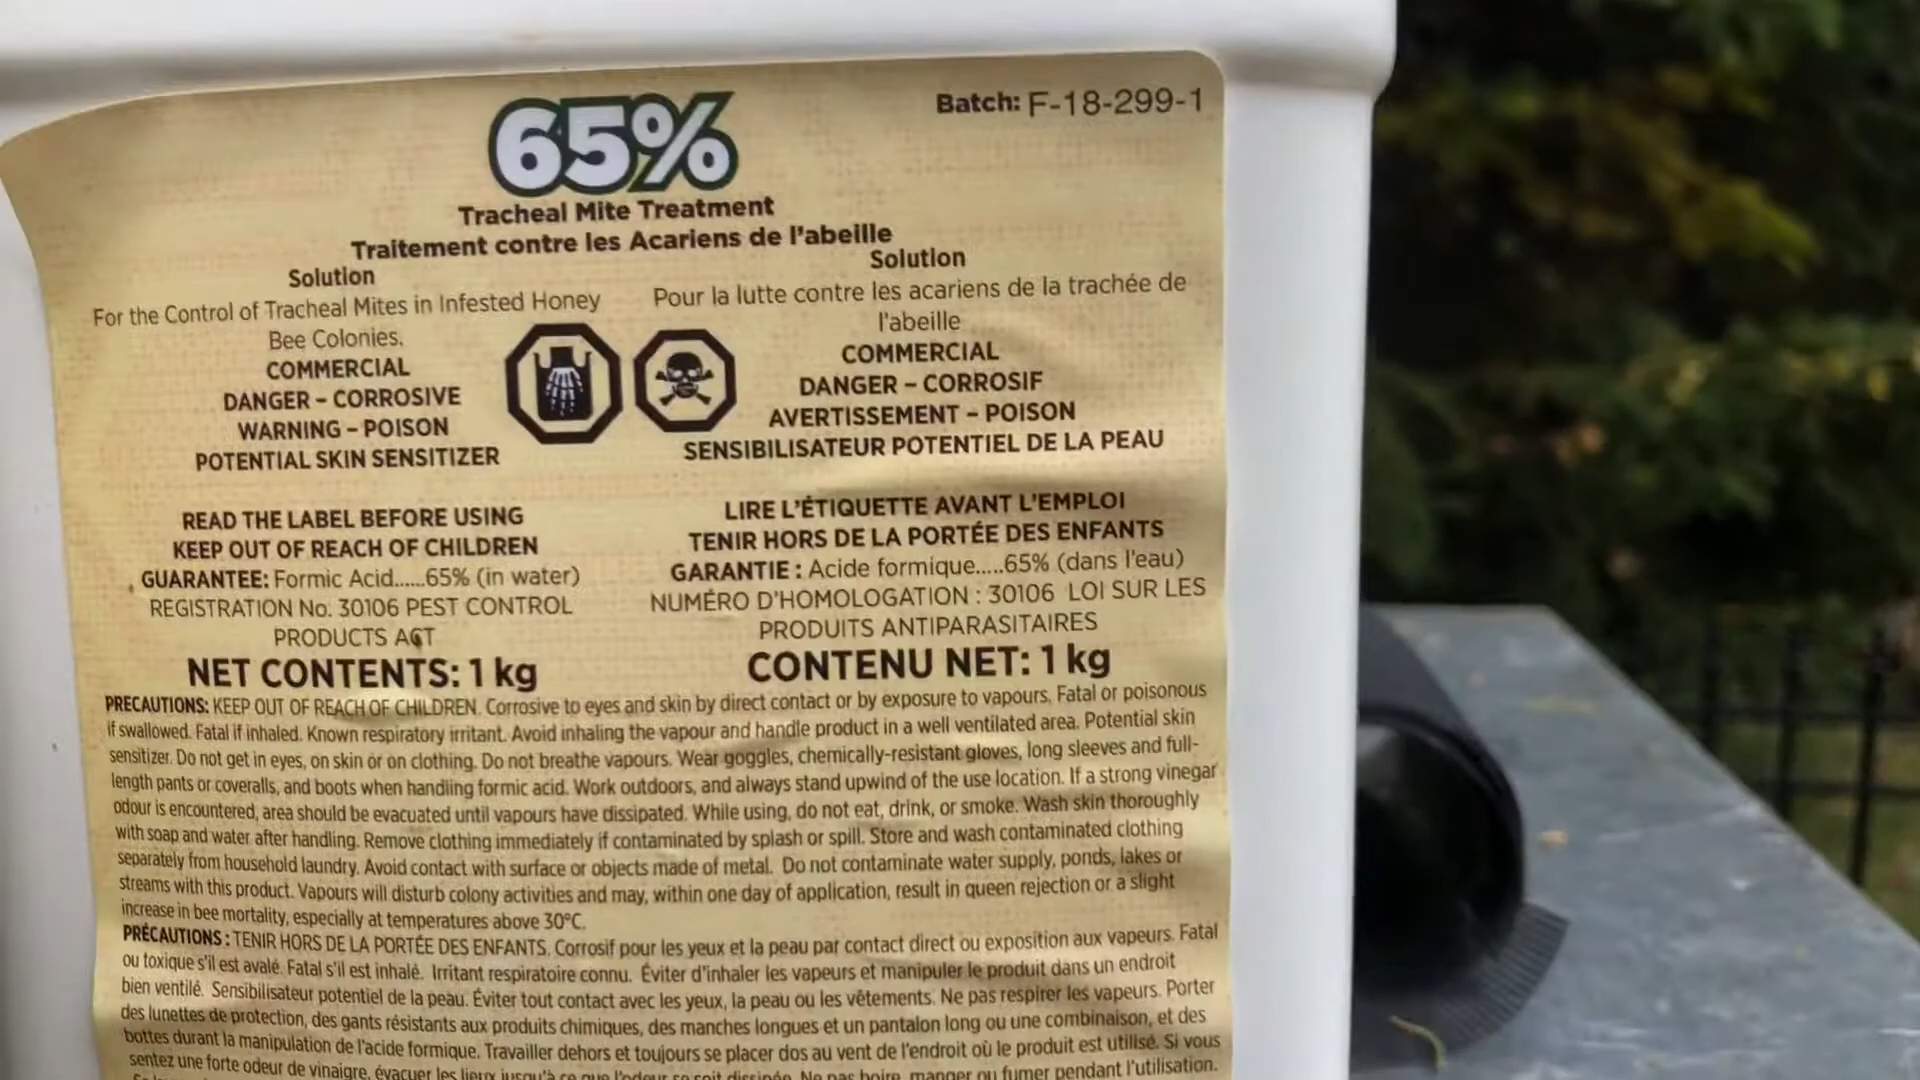 65%
Batch: F-18-299-1
Tracheal Mite Treatment
Traitement contre les Acariens de l'abeille
Solution
For the Control of Tracheal Mites in Infested Honey
Bee Colonies.
COMMERCIAL
DANGER – CORROSIVE
WARNING – POISON
POTENTIAL SKIN SENSITIZER
READ THE LABEL BEFORE USING
KEEP OUT OF REACH OF CHILDREN
GUARANTEE: Formic Acid......65% (in water)
REGISTRATION No. 30106 PEST CONTROL
PRODUCTS ACT
NET CONTENTS: 1 kg
Solution
Pour la lutte contre les acariens de la trachée de
l'abeille
COMMERCIAL
DANGER – CORROSIF
AVERTISSEMENT – POISON
SENSIBILISATEUR POTENTIEL DE LA PEAU
LIRE L'ÉTIQUETTE AVANT L'EMPLOI
TENIR HORS DE LA PORTÉE DES ENFANTS
GARANTIE : Acide formique.....65% (dans l'eau)
NUMÉRO D'HOMOLOGATION : 30106 LOI SUR LES
PRODUITS ANTIPARASITAIRES
CONTENU NET: 1 kg
PRECAUTIONS: KEEP OUT OF REACH OF CHILDREN. Corrosive to eyes and skin by direct contact or by exposure to vapours. Fatal or poisonous
if swallowed. Fatal if inhaled. Known respiratory irritant. Avoid inhaling the vapour and handle product in a well ventilated area. Potential skin
sensitizer. Do not get in eyes, on skin or on clothing. Do not breathe vapours. Wear goggles, chemically-resistant gloves, long sleeves and full-
length pants or coveralls, and boots when handling formic acid. Work outdoors, and always stand upwind of the use location. If a strong vinegar
odour is encountered, area should be evacuated until vapours have dissipated. While using, do not eat, drink, or smoke. Wash skin thoroughly
with soap and water after handling. Remove clothing immediately if contaminated by splash or spill. Store and wash contaminated clothing
separately from household laundry. Avoid contact with surface or objects made of metal. Do not contaminate water supply, ponds, lakes or
streams with this product. Vapours will disturb colony activities and may, within one day of application, result in queen rejection or a slight
increase in bee mortality, especially at temperatures above 30°C.
PRÉCAUTIONS : TENIR HORS DE LA PORTÉE DES ENFANTS. Corrosif pour les yeux et la peau par contact direct ou exposition aux vapeurs. Fatal
ou toxique s'il est avalé. Fatal s'il est inhalé. Irritant respiratoire connu. Éviter d'inhaler les vapeurs et manipuler le produit dans un endroit
bien ventilé. Sensibilisateur potentiel de la peau. Éviter tout contact avec les yeux, la peau ou les vêtements. Ne pas respirer les vapeurs. Porter
des lunettes de protection, des gants résistants aux produits chimiques, des manches longues et un pantalon long ou une combinaison, et des
bottes durant la manipulation de l'acide formique. Travailler dehors et toujours se placer dos au vent de l'endroit où le produit est utilisé. Si vous
sentez une forte odeur de vinaigre, évacuer les lieux jusqu'à ce que l'odeur se soit dissipée. Ne pas boire, manger ou fumer pendant l'utilisation.